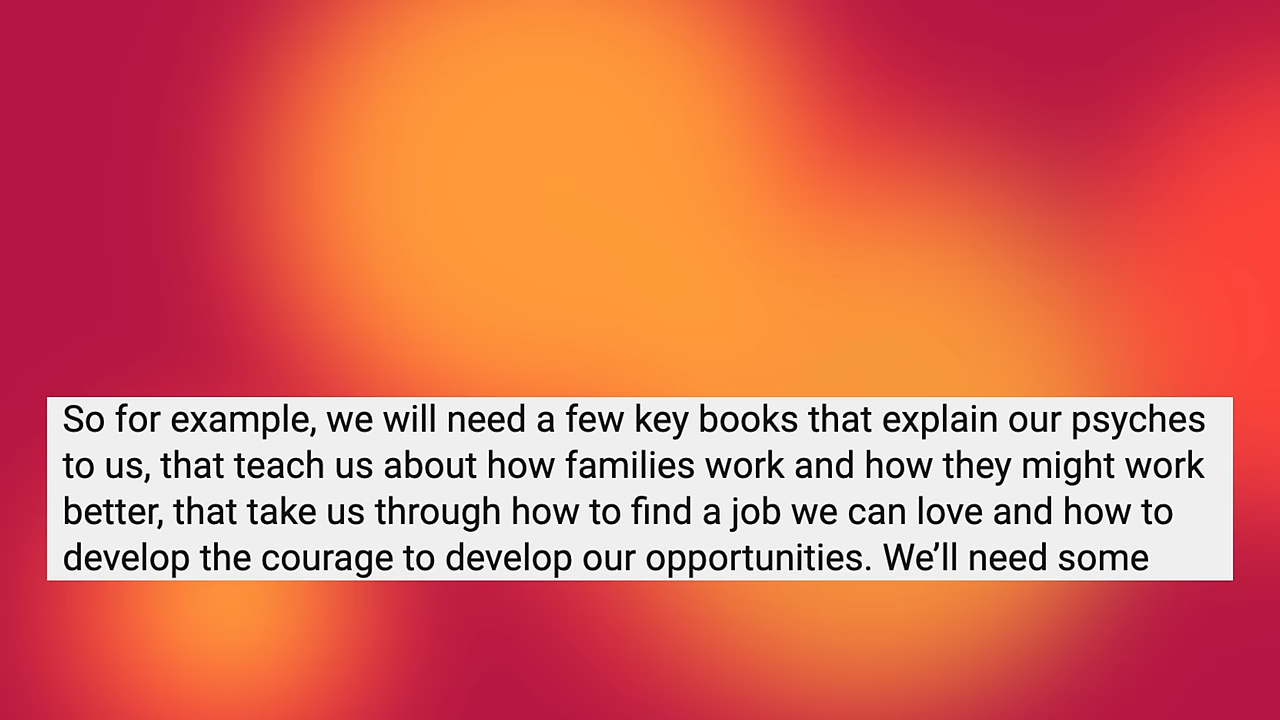 So for example, we will need a few key books that explain our psyches
to us, that teach us about how families work and how they might work
better, that take us through how to find a job we can love and how to
develop the courage to develop our opportunities. We’ll need some